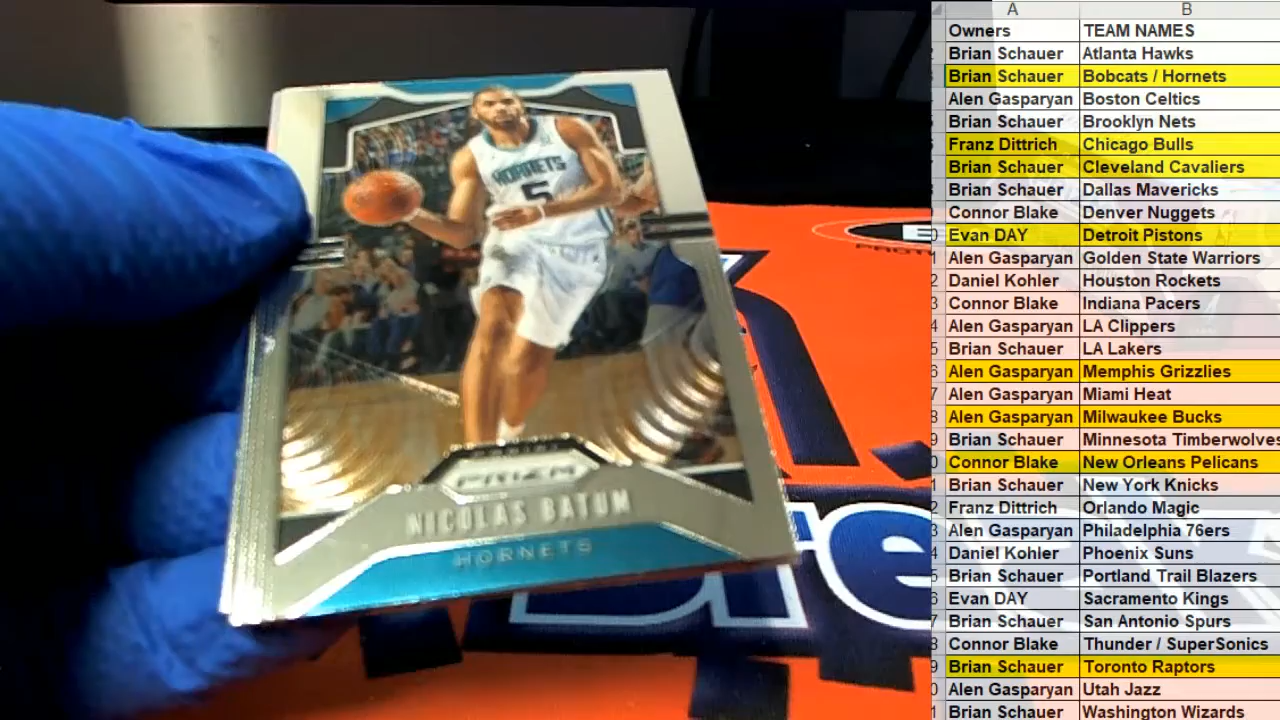 HORNETS
5
PRIZM
NICOLAS BATUM
HORNETS
A B
Owners TEAM NAMES
Brian Schauer Atlanta Hawks
Brian Schauer Bobcats / Hornets
Alen Gasparyan Boston Celtics
Brian Schauer Brooklyn Nets
Franz Dittrich Chicago Bulls
Brian Schauer Cleveland Cavaliers
Brian Schauer Dallas Mavericks
Connor Blake Denver Nuggets
Evan DAY Detroit Pistons
Alen Gasparyan Golden State Warriors
Daniel Kohler Houston Rockets
Connor Blake Indiana Pacers
Alen Gasparyan LA Clippers
Brian Schauer LA Lakers
Alen Gasparyan Memphis Grizzlies
Alen Gasparyan Miami Heat
Alen Gasparyan Milwaukee Bucks
Brian Schauer Minnesota Timberwolves
Connor Blake New Orleans Pelicans
Brian Schauer New York Knicks
Franz Dittrich Orlando Magic
Alen Gasparyan Philadelphia 76ers
Daniel Kohler Phoenix Suns
Brian Schauer Portland Trail Blazers
Evan DAY Sacramento Kings
Brian Schauer San Antonio Spurs
Connor Blake Thunder / SuperSonics
Brian Schauer Toronto Raptors
Alen Gasparyan Utah Jazz
Brian Schauer Washington Wizards